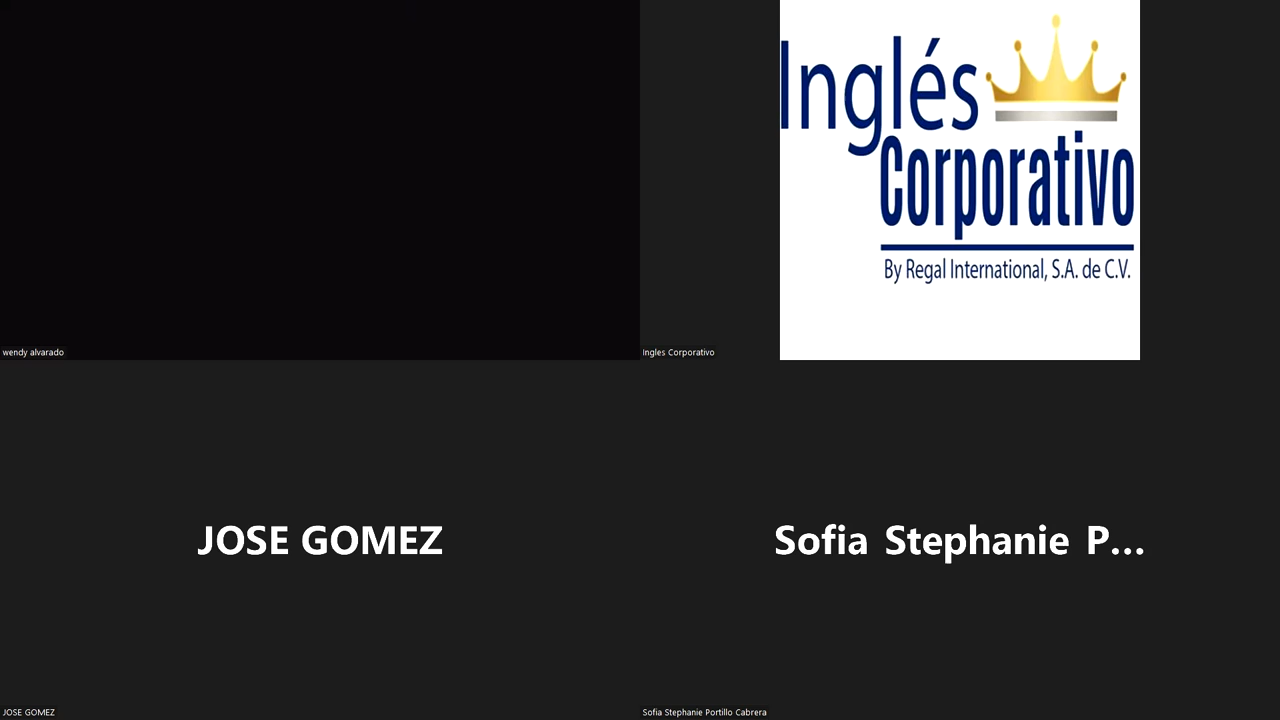 Inglés
Corporativo
By Regal International, S.A. de C.V.
wendy alvarado
Ingles Corporativo
JOSE GOMEZ
Sofia Stephanie P...
JOSE GOMEZ
Sofia Stephanie Portillo Cabrera